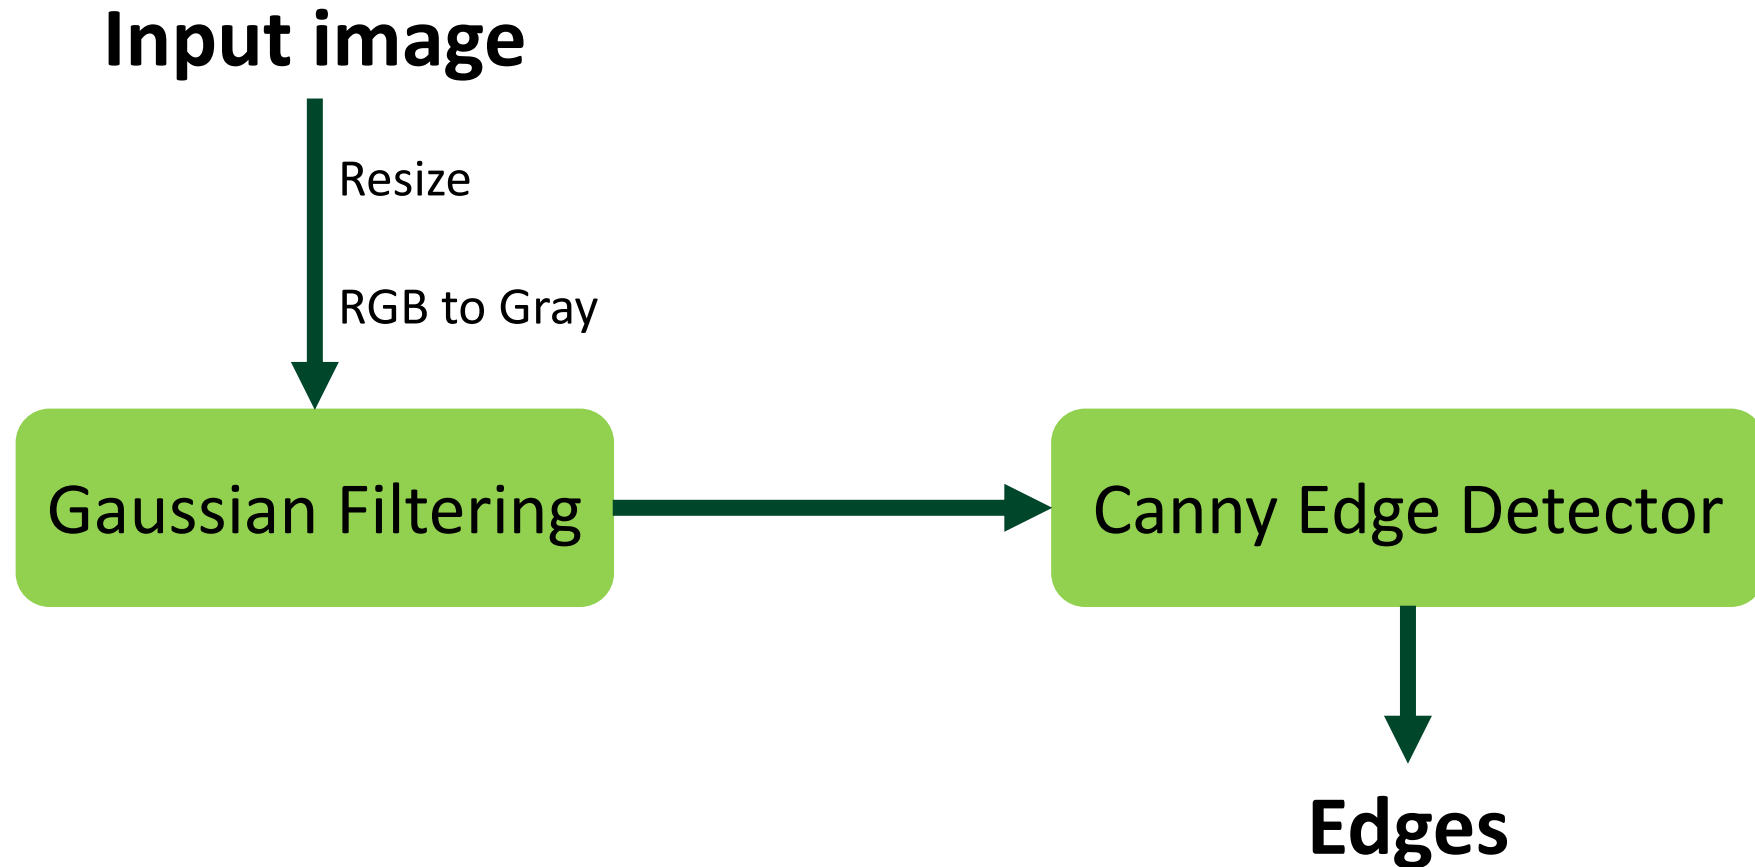 Input image
Resize
RGB to Gray
Gaussian Filtering
Canny Edge Detector
Edges